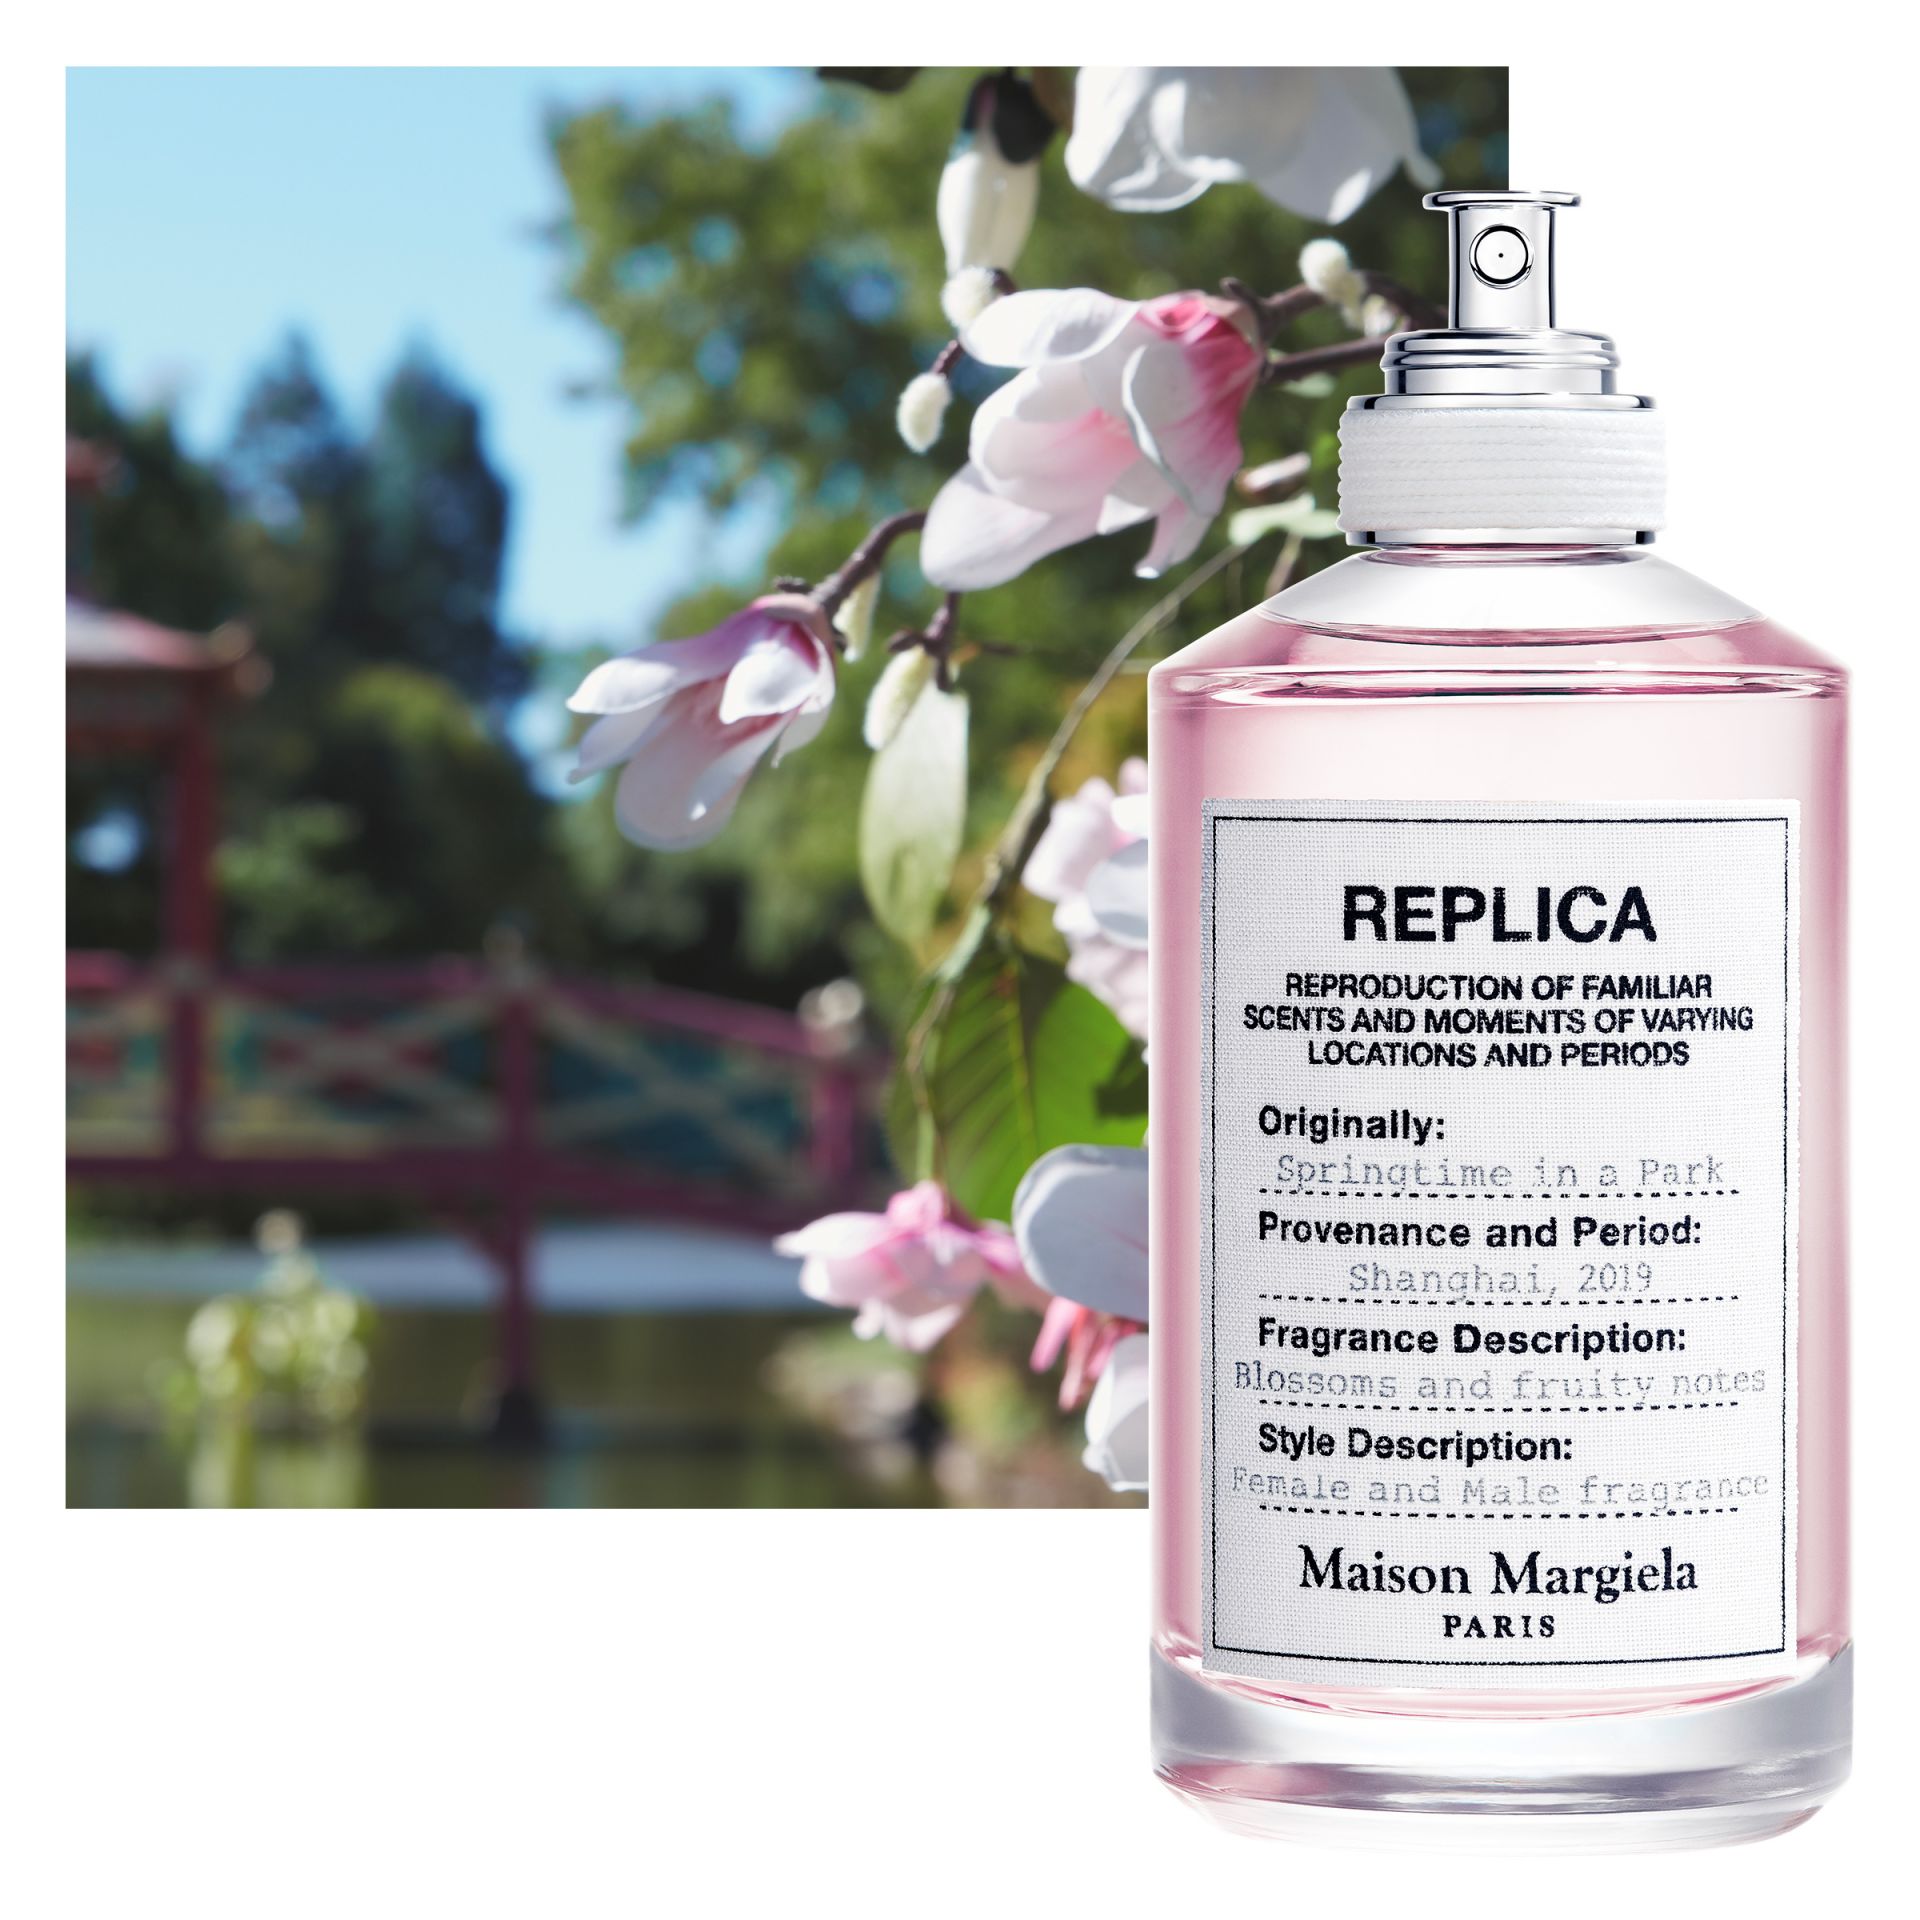 REPLICA
REPRODUCTION OF FAMILIAR
SCENTS AND MOMENTS OF VARYING
LOCATIONS AND PERIODS
Originally:
Springtime in a Park
Provenance and Period:
Shanghai, 2019
Fragrance Description:
Blossoms and fruity notes
Style Description:
Female and Male fragrance
Maison Margiela
PARIS